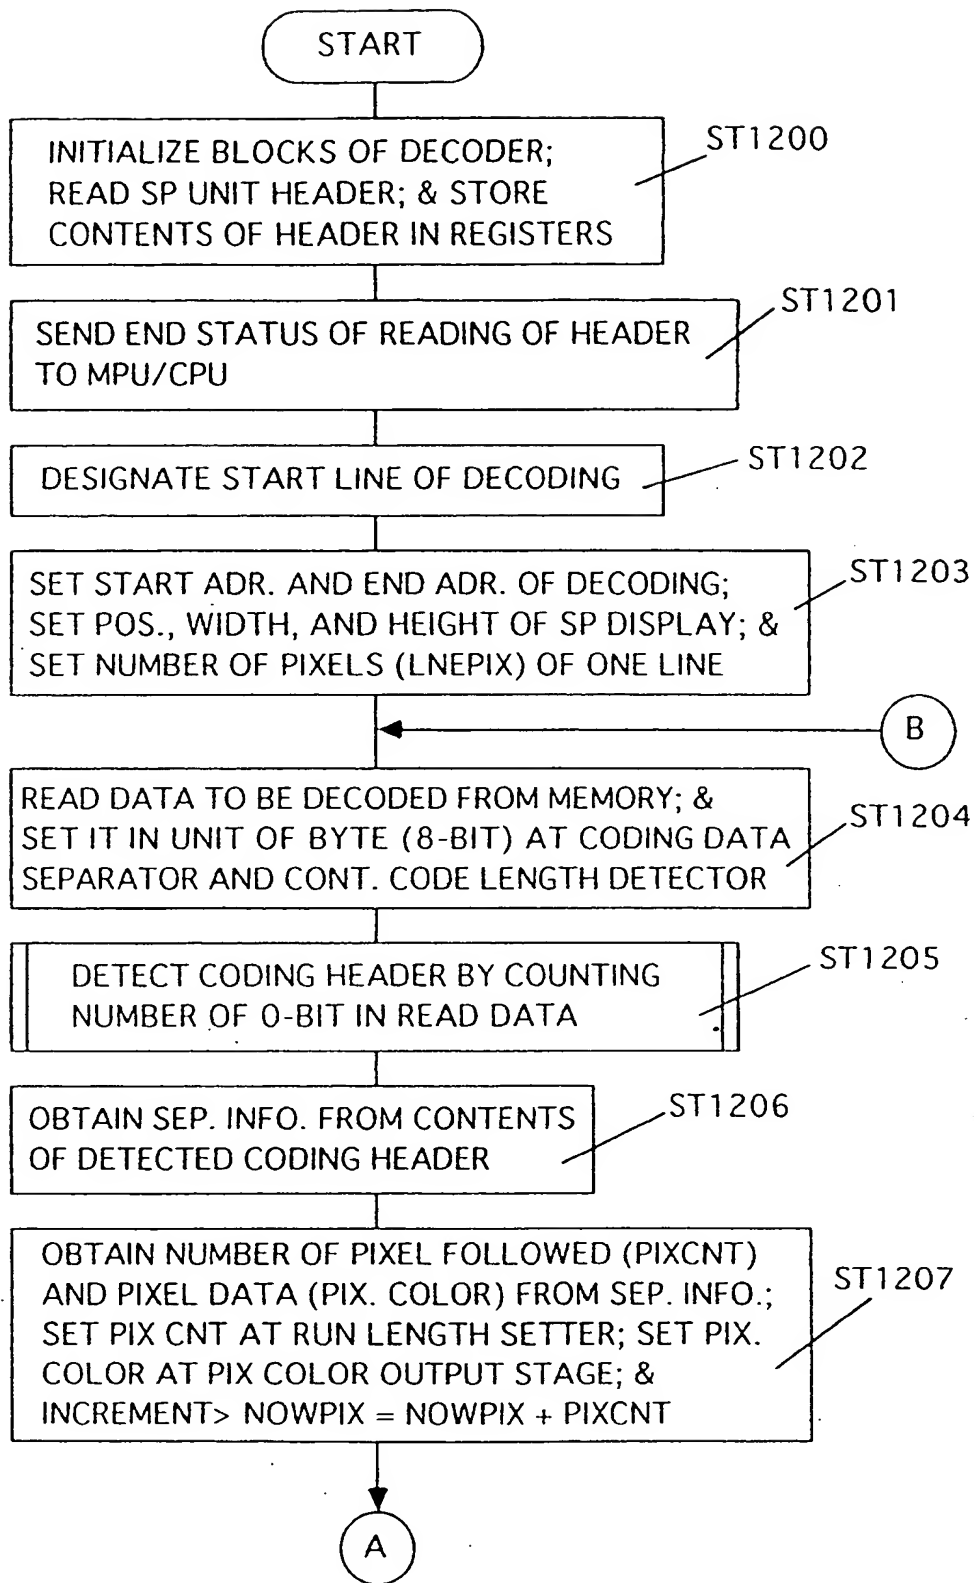 START
INITIALIZE BLOCKS OF DECODER;
READ SP UNIT HEADER; & STORE
CONTENTS OF HEADER IN REGISTERS
ST1200
SEND END STATUS OF READING OF HEADER
TO MPU/CPU
ST1201
DESIGNATE START LINE OF DECODING
ST1202
SET START ADR. AND END ADR. OF DECODING;
SET POS., WIDTH, AND HEIGHT OF SP DISPLAY; &
SET NUMBER OF PIXELS (LNEPIX) OF ONE LINE
ST1203
B
READ DATA TO BE DECODED FROM MEMORY; &
SET IT IN UNIT OF BYTE (8-BIT) AT CODING DATA
SEPARATOR AND CONT. CODE LENGTH DETECTOR
ST1204
DETECT CODING HEADER BY COUNTING
NUMBER OF 0-BIT IN READ DATA
ST1205
OBTAIN SEP. INFO. FROM CONTENTS
OF DETECTED CODING HEADER
ST1206
OBTAIN NUMBER OF PIXEL FOLLOWED (PIXCNT)
AND PIXEL DATA (PIX. COLOR) FROM SEP. INFO.;
SET PIX CNT AT RUN LENGTH SETTER; SET PIX.
COLOR AT PIX COLOR OUTPUT STAGE; &
INCREMENT> NOWPIX = NOWPIX + PIXCNT
ST1207
A